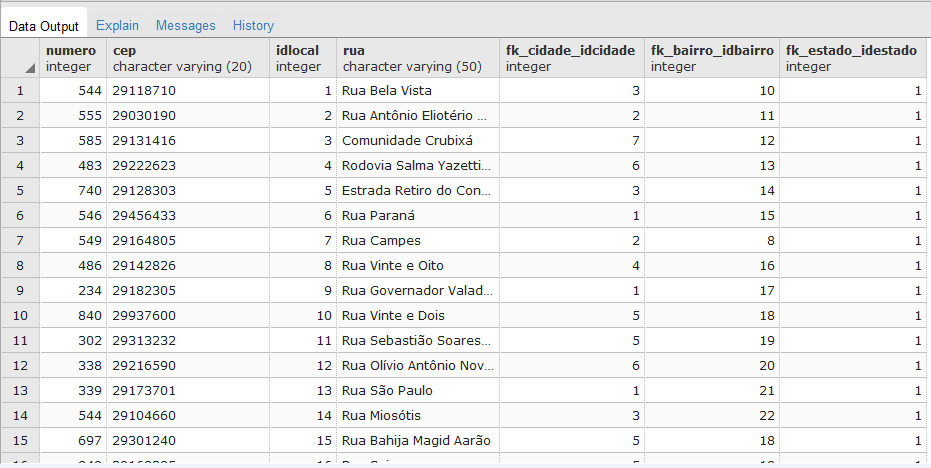 Data Output Explain Messages History
numero cep idlocal rua fk_cidade_idcidade fk_bairro_idbairro fk_estado_idestado
integer character varying (20) integer character varying (50) integer integer integer
1 544 29118710 1 Rua Bela Vista 3 10 1
2 555 29030190 2 Rua Antônio Eliotério ... 2 11 1
3 585 29131416 3 Comunidade Crubixá 7 12 1
4 483 29222623 4 Rodovia Salma Yazetti... 6 13 1
5 740 29128303 5 Estrada Retiro do Con... 3 14 1
6 546 29456433 6 Rua Paraná 1 15 1
7 549 29164805 7 Rua Campes 2 8 1
8 486 29142826 8 Rua Vinte e Oito 4 16 1
9 234 29182305 9 Rua Governador Valad... 1 17 1
10 840 29937600 10 Rua Vinte e Dois 5 18 1
11 302 29313232 11 Rua Sebastião Soares... 5 19 1
12 338 29216590 12 Rua Olívio Antônio Nov... 6 20 1
13 339 29173701 13 Rua São Paulo 1 21 1
14 544 29104660 14 Rua Miosótis 3 22 1
15 697 29301240 15 Rua Bahija Magid Aarão 5 18 1